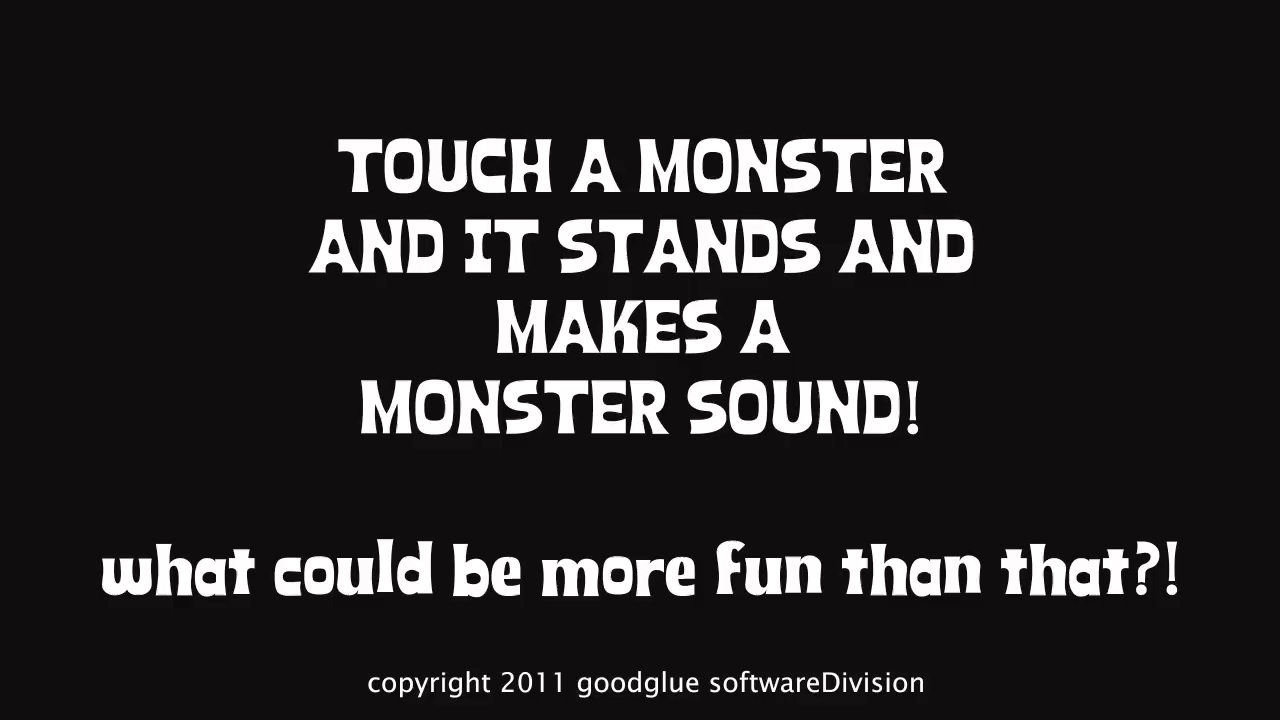 TOUCH A MONSTER
AND IT STANDS AND
MAKES A
MONSTER SOUND!
what could be more fun than that?!
copyright 2011 goodglue softwareDivision